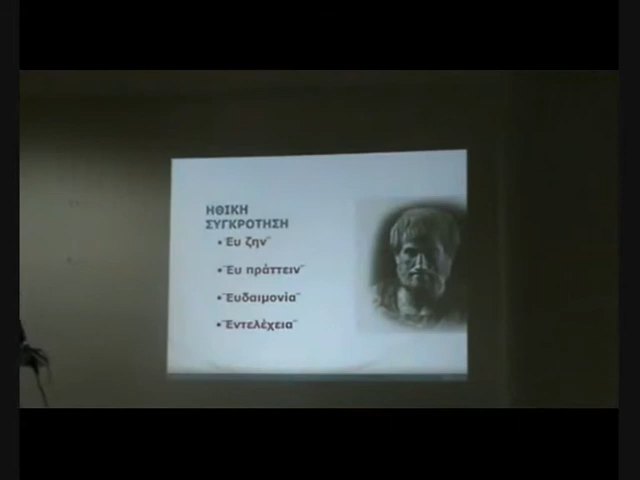 ΗΘΙΚΗ
ΣΥΓΚΡΟΤΗΣΗ
• ¨Ευ ζην¨
• ¨Ευ πράττειν¨
• ¨Ευδαιμονία¨
• ¨Εντελέχεια¨